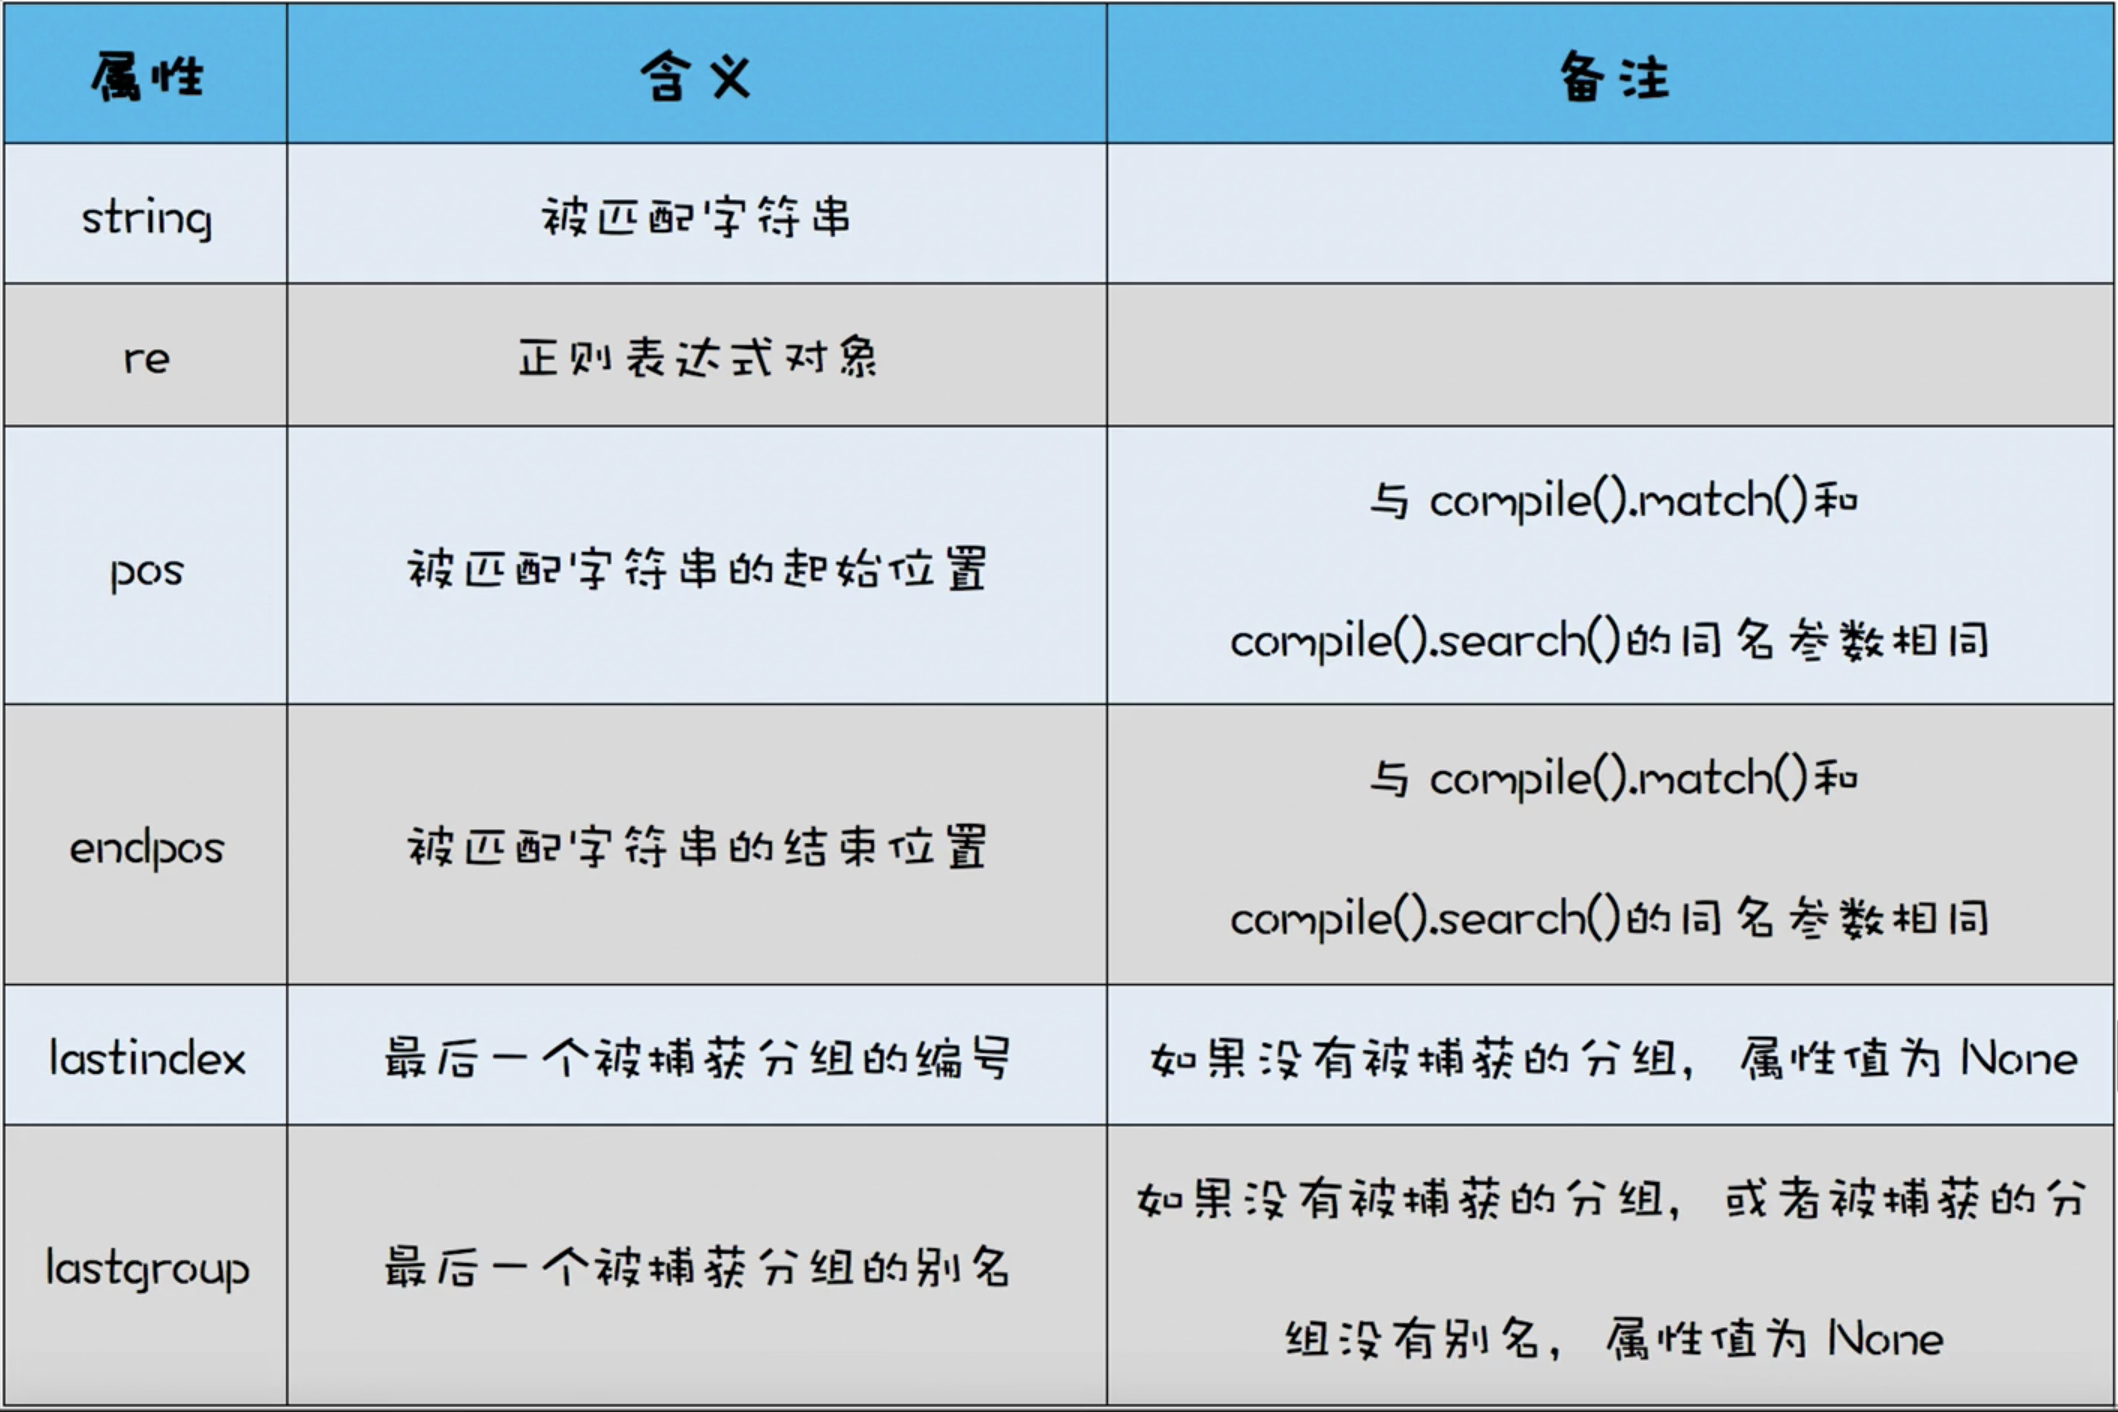 属性 含义 备注
string 被匹配字符串
re 正则表达式对象
pos 被匹配字符串的起始位置 与 compile().match()和
compile().search()的同名参数相同
endpos 被匹配字符串的结束位置 与 compile().match()和
compile().search()的同名参数相同
lastindex 最后一个被捕获分组的编号 如果没有被捕获的分组，属性值为 None
lastgroup 最后一个被捕获分组的别名 如果没有被捕获的分组，或者被捕获的分
组没有别名，属性值为 None